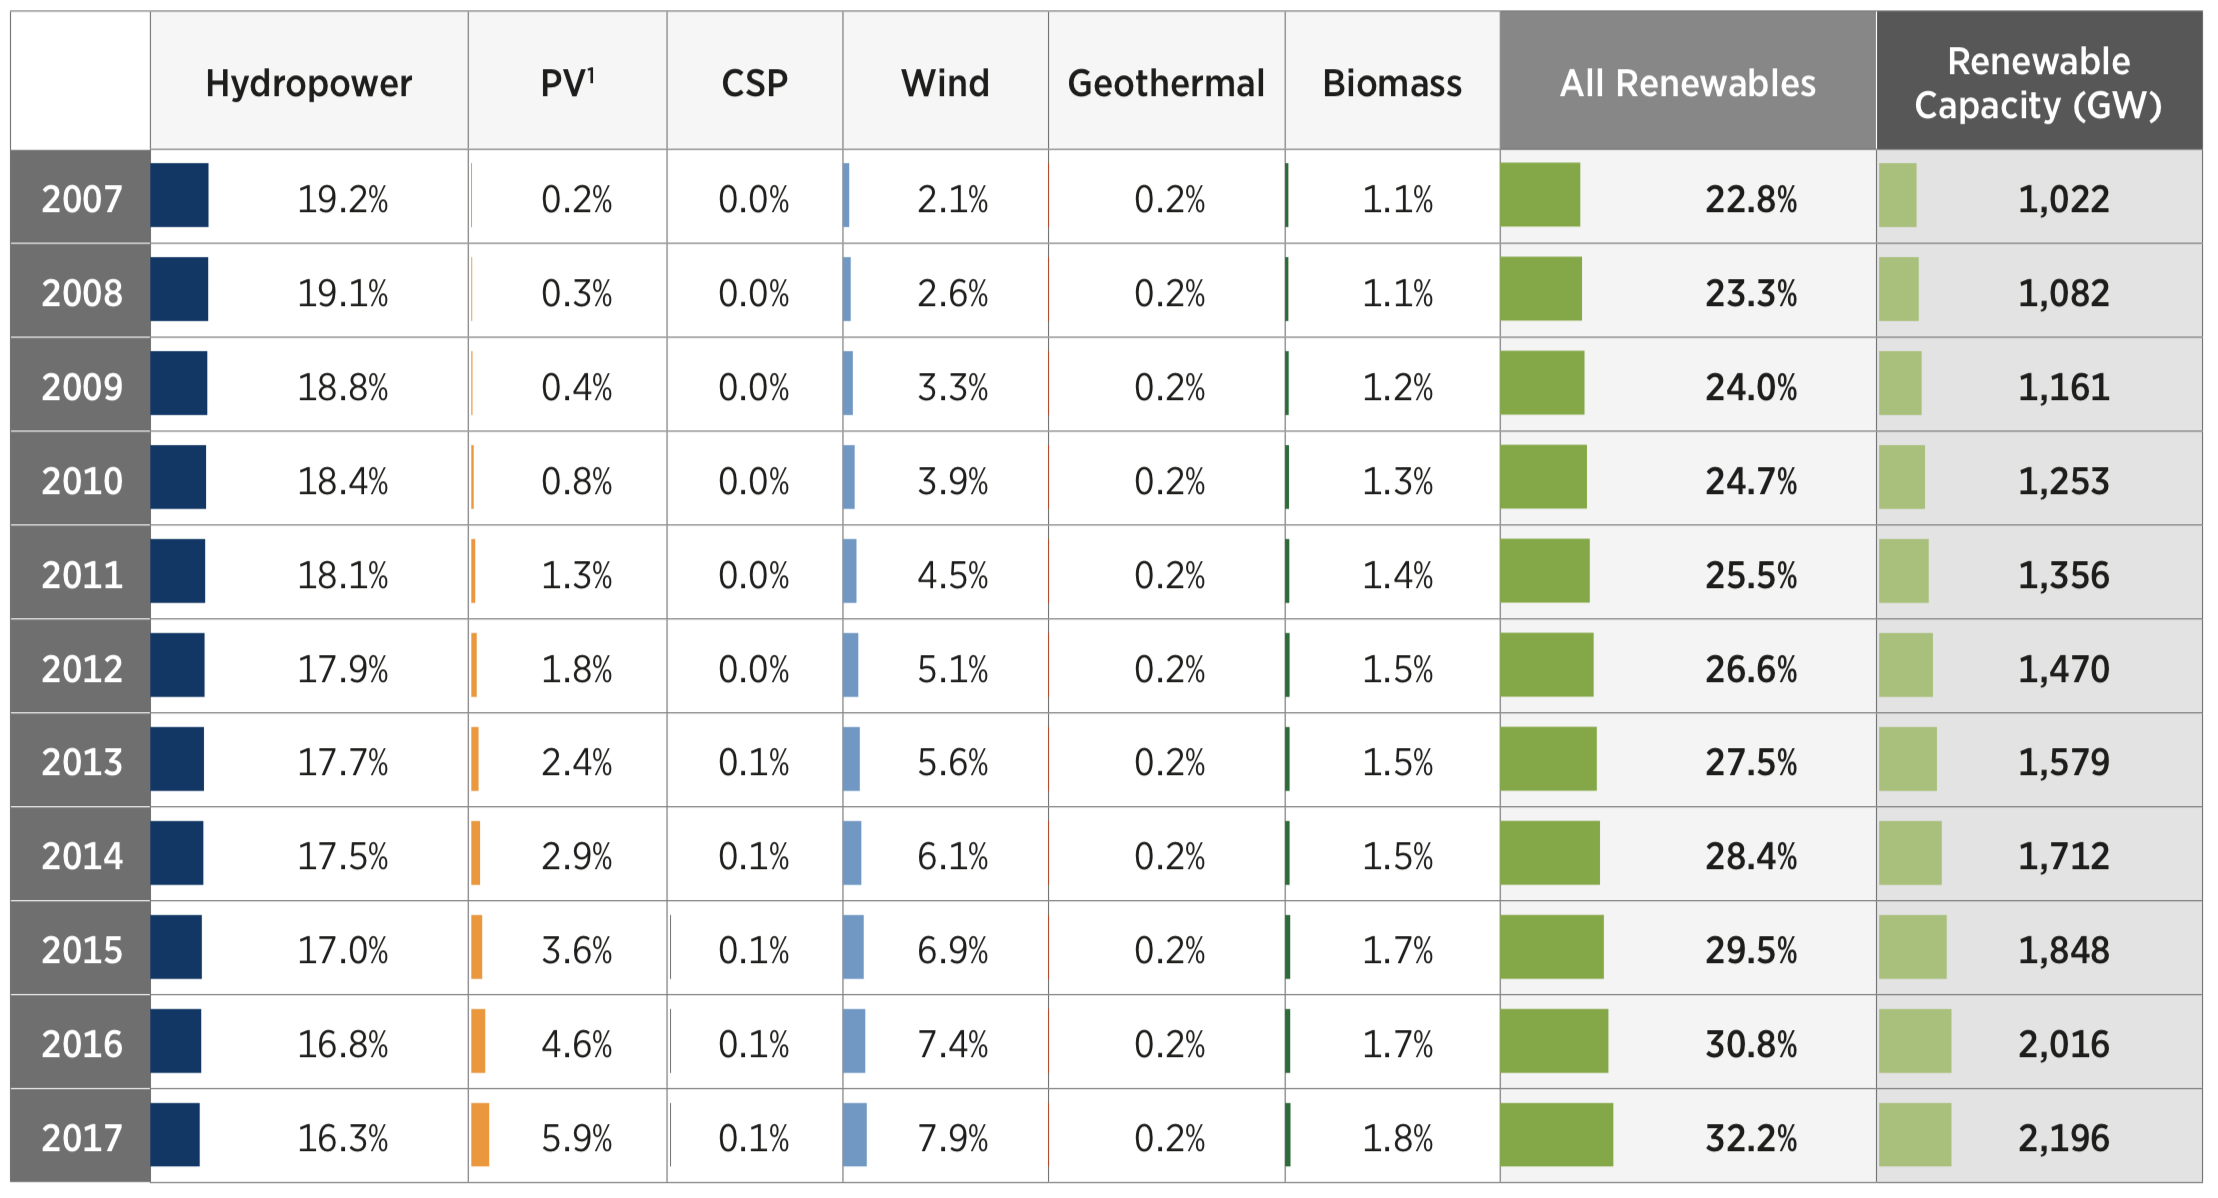 Hydropower PV¹ CSP Wind Geothermal Biomass All Renewables Renewable Capacity (GW)
2007 19.2% 0.2% 0.0% 2.1% 0.2% 1.1% 22.8% 1,022
2008 19.1% 0.3% 0.0% 2.6% 0.2% 1.1% 23.3% 1,082
2009 18.8% 0.4% 0.0% 3.3% 0.2% 1.2% 24.0% 1,161
2010 18.4% 0.8% 0.0% 3.9% 0.2% 1.3% 24.7% 1,253
2011 18.1% 1.3% 0.0% 4.5% 0.2% 1.4% 25.5% 1,356
2012 17.9% 1.8% 0.0% 5.1% 0.2% 1.5% 26.6% 1,470
2013 17.7% 2.4% 0.1% 5.6% 0.2% 1.5% 27.5% 1,579
2014 17.5% 2.9% 0.1% 6.1% 0.2% 1.5% 28.4% 1,712
2015 17.0% 3.6% 0.1% 6.9% 0.2% 1.7% 29.5% 1,848
2016 16.8% 4.6% 0.1% 7.4% 0.2% 1.7% 30.8% 2,016
2017 16.3% 5.9% 0.1% 7.9% 0.2% 1.8% 32.2% 2,196